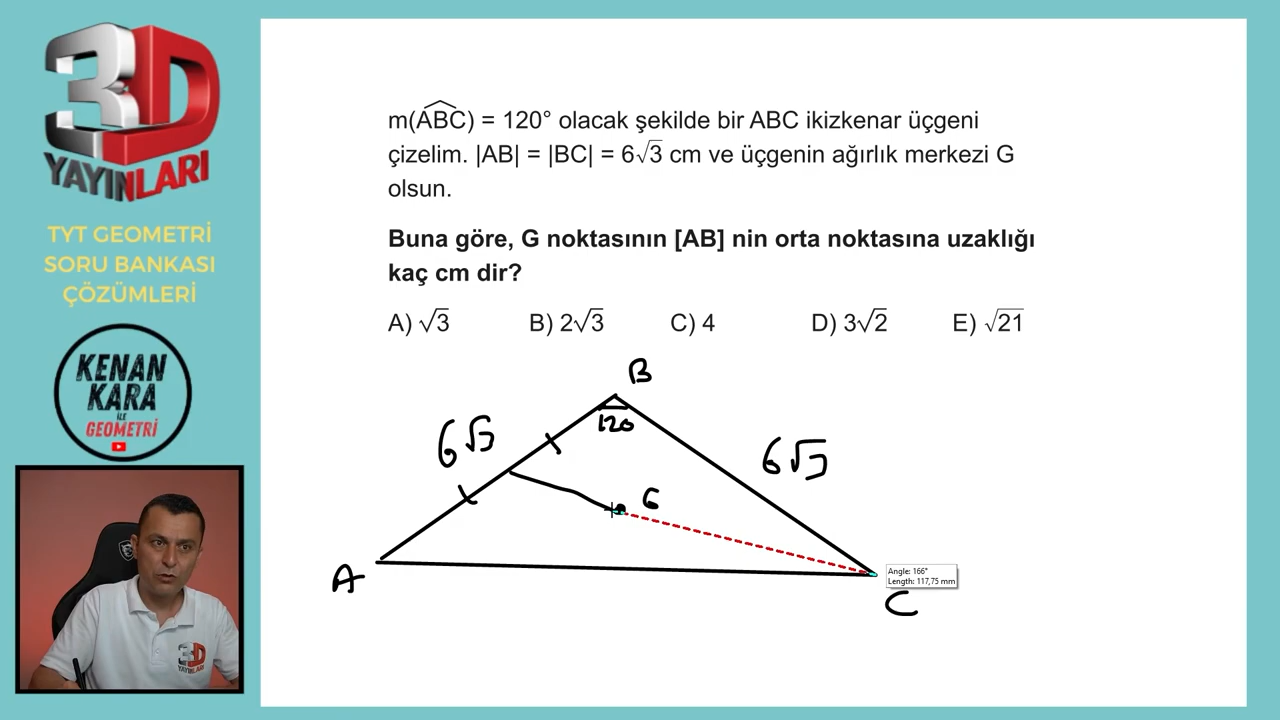 3D
YAYINLARI
TYT GEOMETRİ
SORU BANKASI
ÇÖZÜMLERİ
KENAN
KARA
İLE
GEOMETRİ
3D
YAYINLARI
m(ABC) = 120° olacak şekilde bir ABC ikizkenar üçgeni
çizelim. |AB| = |BC| = 6√3 cm ve üçgenin ağırlık merkezi G
olsun.
Buna göre, G noktasının [AB] nin orta noktasına uzaklığı
kaç cm dir?
A) √3 B) 2√3 C) 4 D) 3√2 E) √21
B
120
6√3
6√3
G
A
C
Angle: 166°
Length: 117,75 mm